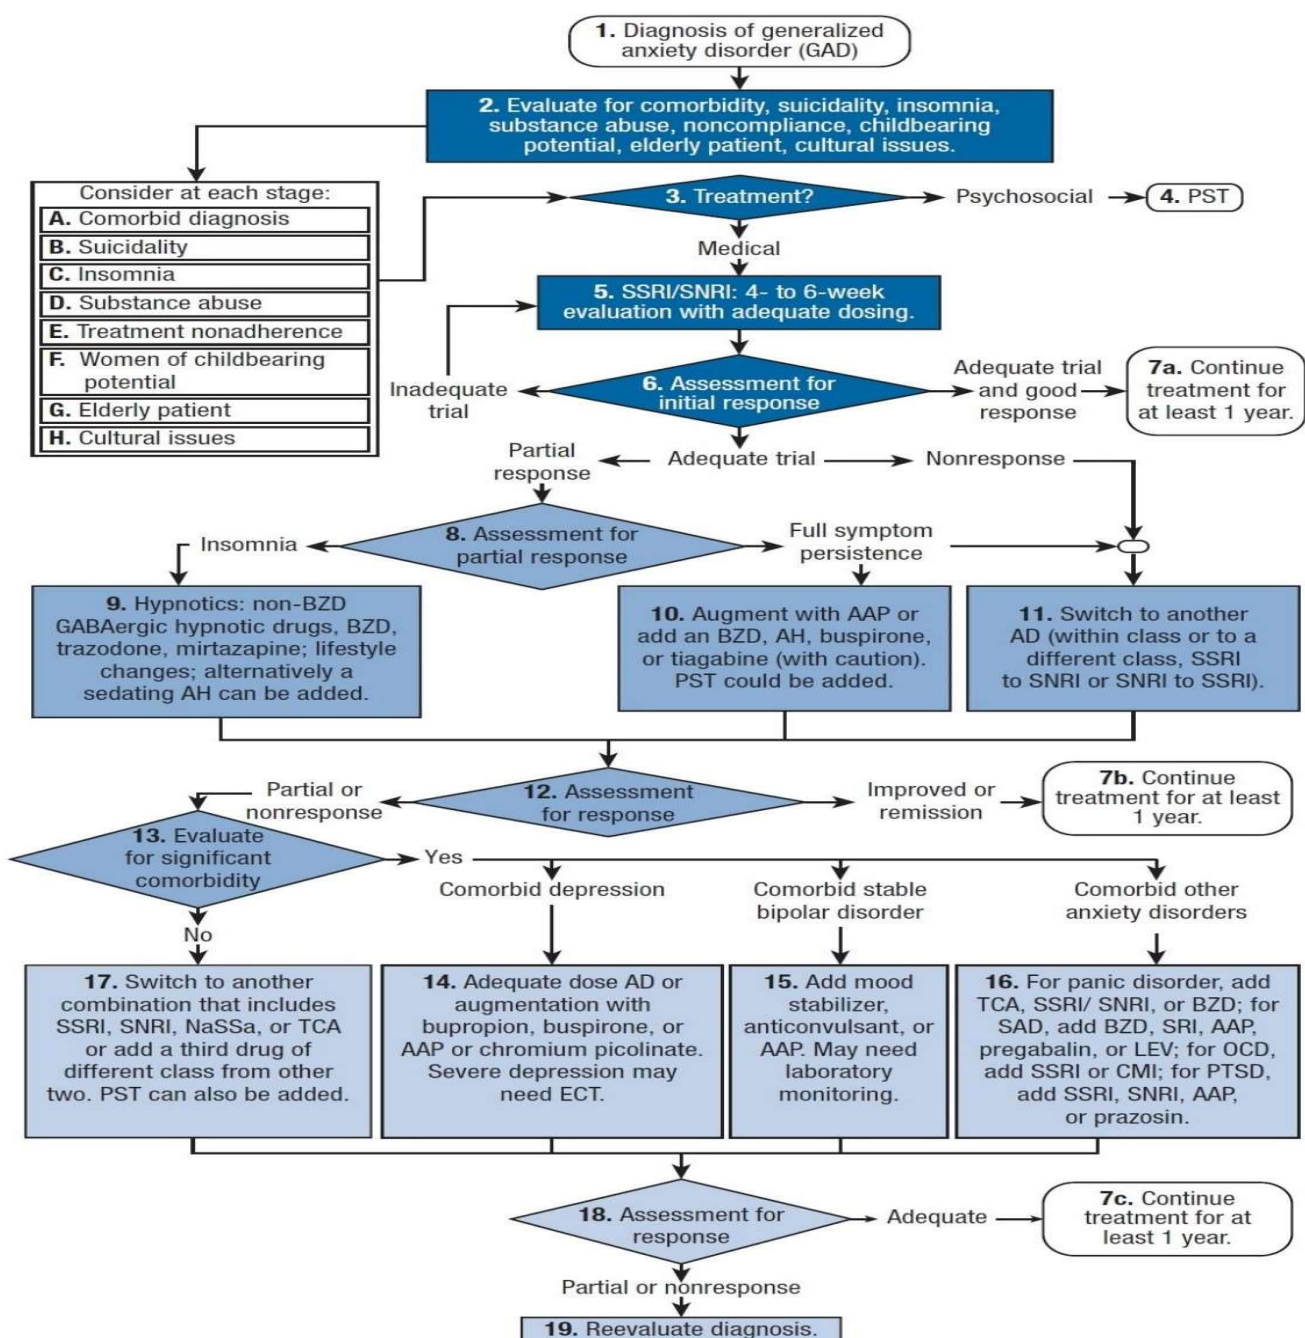 1. Diagnosis of generalized
anxiety disorder (GAD)
2. Evaluate for comorbidity, suicidality, insomnia,
substance abuse, noncompliance, childbearing
potential, elderly patient, cultural issues.
Consider at each stage:
A. Comorbid diagnosis
B. Suicidality
C. Insomnia
D. Substance abuse
E. Treatment nonadherence
F. Women of childbearing
potential
G. Elderly patient
H. Cultural issues
3. Treatment?
Psychosocial
4. PST
Medical
5. SSRI/SNRI: 4- to 6-week
evaluation with adequate dosing.
Inadequate
trial
6. Assessment for
initial response
Adequate trial
and good
response
7a. Continue
treatment for
at least 1 year.
Partial
response
Adequate trial
Nonresponse
8. Assessment for
partial response
Insomnia
Full symptom
persistence
9. Hypnotics: non-BZD
GABAergic hypnotic drugs, BZD,
trazodone, mirtazapine; lifestyle
changes; alternatively a
sedating AH can be added.
10. Augment with AAP or
add an BZD, AH, buspirone,
or tiagabine (with caution).
PST could be added.
11. Switch to another
AD (within class or to a
different class, SSRI
to SNRI or SNRI to SSRI).
Partial or
nonresponse
12. Assessment
for response
Improved or
remission
7b. Continue
treatment for at least
1 year.
13. Evaluate
for significant
comorbidity
Yes
Comorbid depression
Comorbid stable
bipolar disorder
Comorbid other
anxiety disorders
No
17. Switch to another
combination that includes
SSRI, SNRI, NaSSa, or TCA
or add a third drug of
different class from other
two. PST can also be added.
14. Adequate dose AD or
augmentation with
bupropion, buspirone, or
AAP or chromium picolinate.
Severe depression may
need ECT.
15. Add mood
stabilizer,
anticonvulsant, or
AAP. May need
laboratory
monitoring.
16. For panic disorder, add
TCA, SSRI/ SNRI, or BZD; for
SAD, add BZD, SRI, AAP,
pregabalin, or LEV; for OCD,
add SSRI or CMI; for PTSD,
add SSRI, SNRI, AAP,
or prazosin.
18. Assessment for
response
Adequate
7c. Continue
treatment for at
least 1 year.
Partial or nonresponse
19. Reevaluate diagnosis.